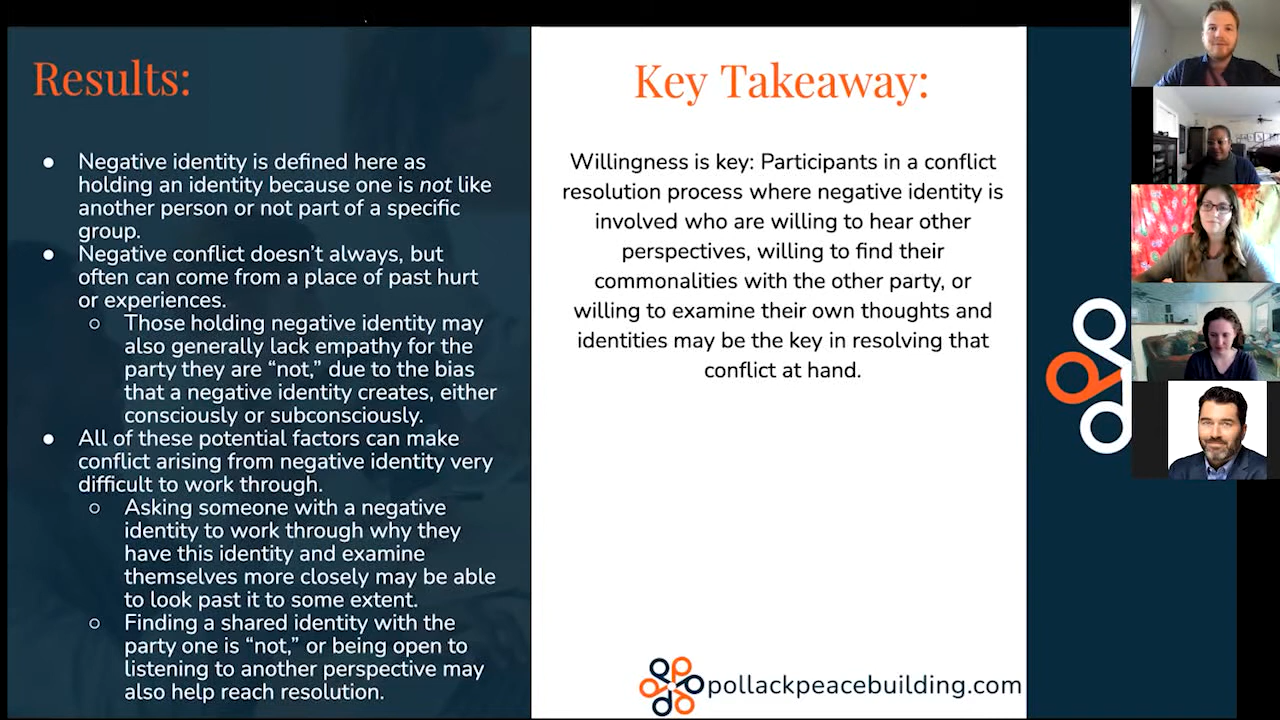 Results:
● Negative identity is defined here as
holding an identity because one is not like
another person or not part of a specific
group.
● Negative conflict doesn’t always, but
often can come from a place of past hurt
or experiences.
○ Those holding negative identity may
also generally lack empathy for the
party they are “not,” due to the bias
that a negative identity creates, either
consciously or subconsciously.
● All of these potential factors can make
conflict arising from negative identity very
difficult to work through.
○ Asking someone with a negative
identity to work through why they
have this identity and examine
themselves more closely may be able
to look past it to some extent.
○ Finding a shared identity with the
party one is “not,” or being open to
listening to another perspective may
also help reach resolution.
Key Takeaway:
Willingness is key: Participants in a conflict
resolution process where negative identity is
involved who are willing to hear other
perspectives, willing to find their
commonalities with the other party, or
willing to examine their own thoughts and
identities may be the key in resolving that
conflict at hand.
pollackpeacebuilding.com